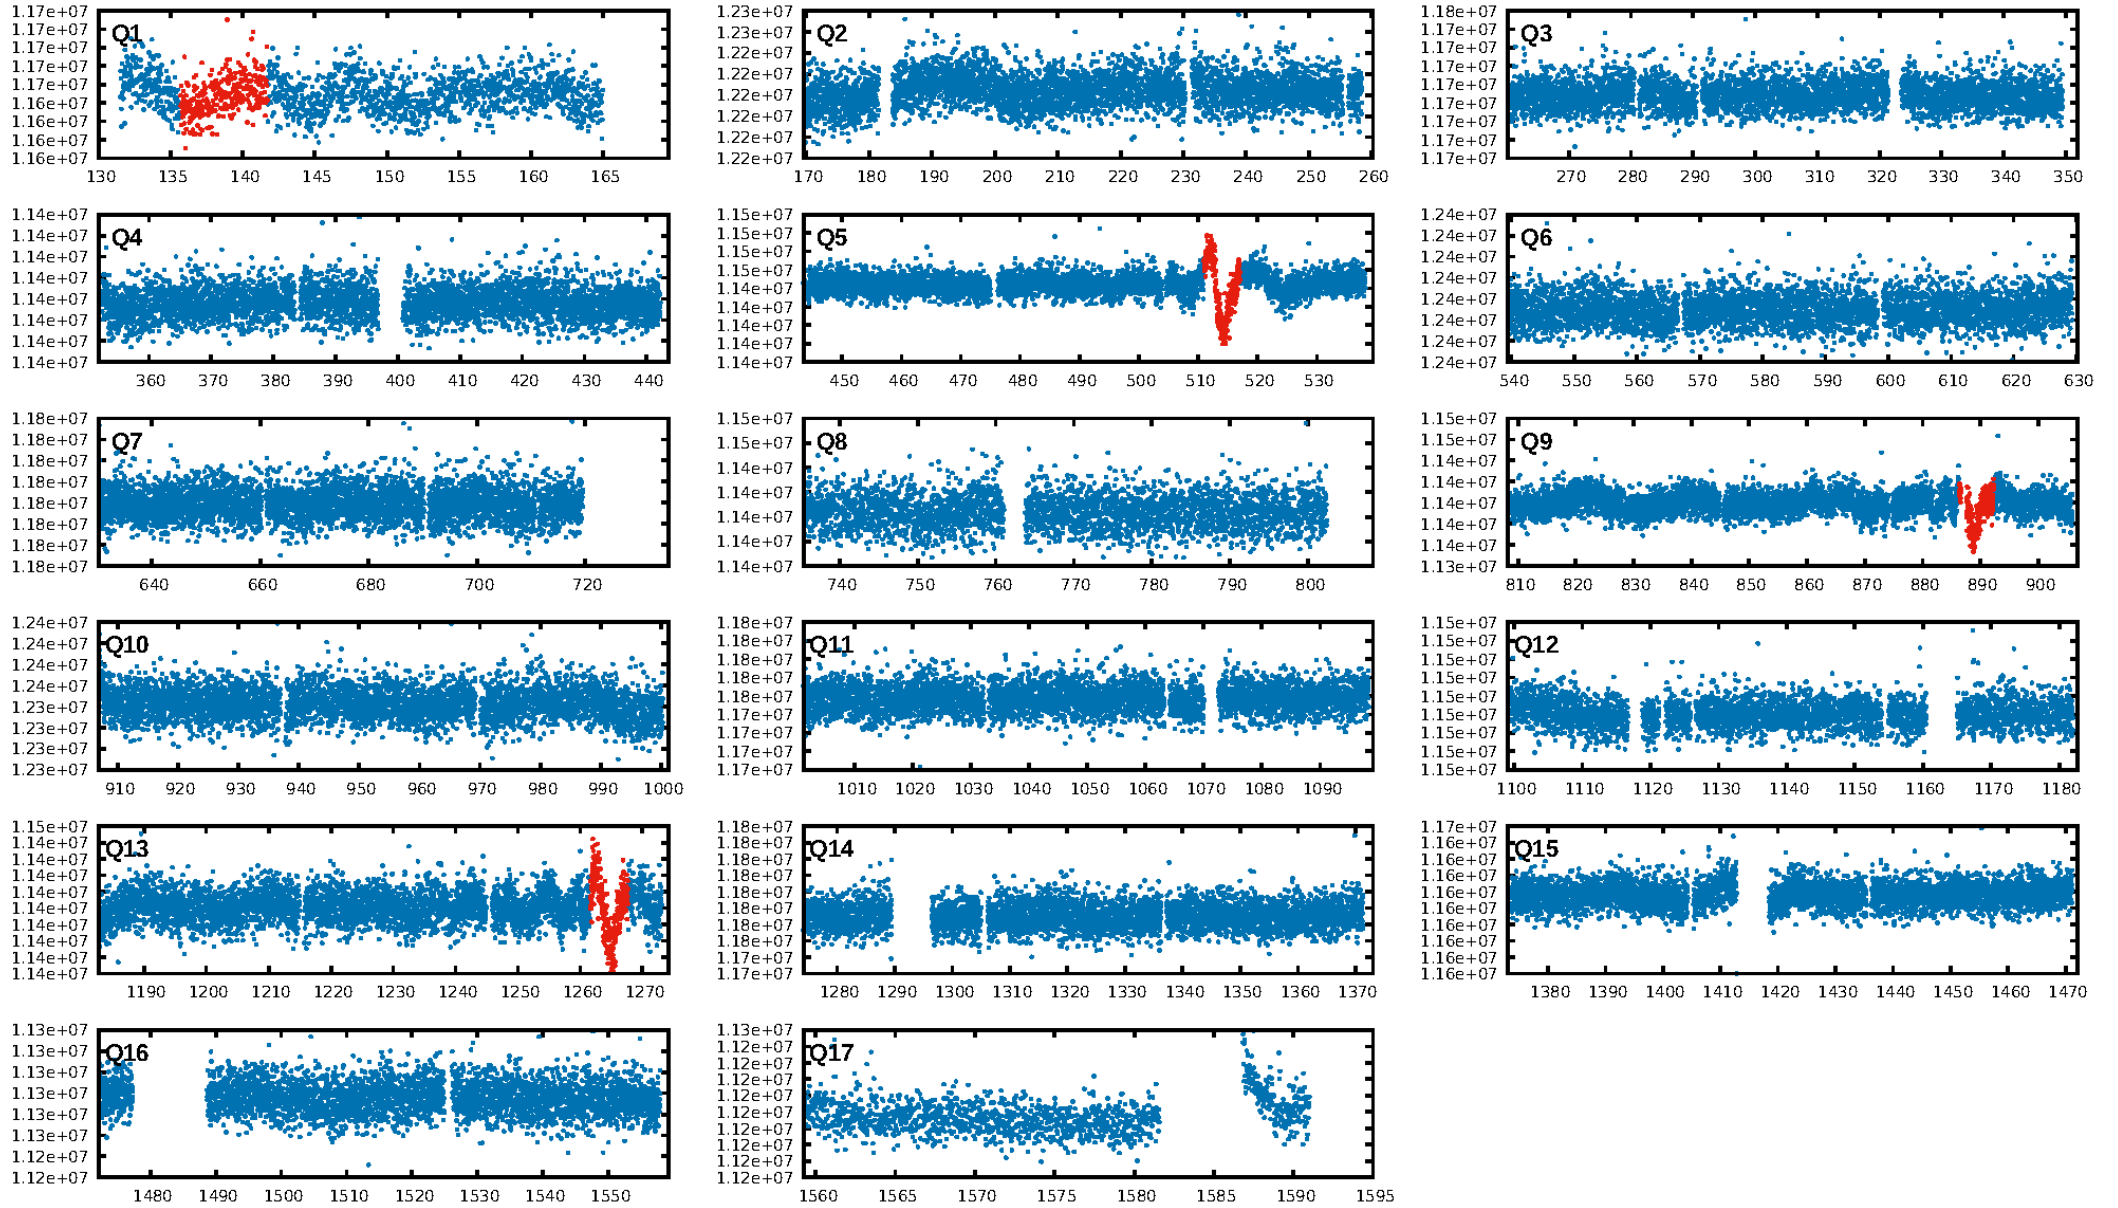 Q1
1.17e+07
1.17e+07
1.17e+07
1.17e+07
1.17e+07
1.16e+07
1.16e+07
1.16e+07
1.16e+07
130 135 140 145 150 155 160 165
Q2
1.23e+07
1.23e+07
1.22e+07
1.22e+07
1.22e+07
1.22e+07
1.22e+07
1.22e+07
170 180 190 200 210 220 230 240 250 260
Q3
1.18e+07
1.17e+07
1.17e+07
1.17e+07
1.17e+07
1.17e+07
1.17e+07
1.17e+07
1.17e+07
270 280 290 300 310 320 330 340 350
Q4
1.14e+07
1.14e+07
1.14e+07
1.14e+07
1.14e+07
1.14e+07
1.14e+07
1.14e+07
360 370 380 390 400 410 420 430 440
Q5
1.15e+07
1.15e+07
1.15e+07
1.15e+07
1.14e+07
1.14e+07
1.14e+07
1.14e+07
1.14e+07
450 460 470 480 490 500 510 520 530
Q6
1.24e+07
1.24e+07
1.24e+07
1.24e+07
1.24e+07
1.24e+07
1.24e+07
1.24e+07
540 550 560 570 580 590 600 610 620 630
Q7
1.18e+07
1.18e+07
1.18e+07
1.18e+07
1.18e+07
1.18e+07
1.18e+07
1.18e+07
640 660 680 700 720
Q8
1.15e+07
1.15e+07
1.14e+07
1.14e+07
1.14e+07
1.14e+07
1.14e+07
740 750 760 770 780 790 800
Q9
1.15e+07
1.15e+07
1.14e+07
1.14e+07
1.14e+07
1.14e+07
1.14e+07
1.13e+07
810 820 830 840 850 860 870 880 890 900
Q10
1.24e+07
1.24e+07
1.24e+07
1.24e+07
1.23e+07
1.23e+07
1.23e+07
1.23e+07
910 920 930 940 950 960 970 980 990 1000
Q11
1.18e+07
1.18e+07
1.18e+07
1.18e+07
1.18e+07
1.17e+07
1.17e+07
1.17e+07
1.17e+07
1010 1020 1030 1040 1050 1060 1070 1080 1090
Q12
1.15e+07
1.15e+07
1.15e+07
1.15e+07
1.15e+07
1.15e+07
1.15e+07
1.15e+07
1.15e+07
1100 1110 1120 1130 1140 1150 1160 1170 1180
Q13
1.15e+07
1.14e+07
1.14e+07
1.14e+07
1.14e+07
1.14e+07
1.14e+07
1.14e+07
1.14e+07
1.14e+07
1190 1200 1210 1220 1230 1240 1250 1260 1270
Q14
1.18e+07
1.18e+07
1.18e+07
1.18e+07
1.18e+07
1.18e+07
1.18e+07
1.18e+07
1.18e+07
1.17e+07
1280 1290 1300 1310 1320 1330 1340 1350 1360 1370
Q15
1.17e+07
1.16e+07
1.16e+07
1.16e+07
1.16e+07
1.16e+07
1.16e+07
1.16e+07
1.16e+07
1.16e+07
1380 1390 1400 1410 1420 1430 1440 1450 1460 1470
Q16
1.13e+07
1.13e+07
1.13e+07
1.13e+07
1.13e+07
1.13e+07
1.12e+07
1.12e+07
1480 1490 1500 1510 1520 1530 1540 1550
Q17
1.13e+07
1.12e+07
1.12e+07
1.12e+07
1.12e+07
1.12e+07
1.12e+07
1.12e+07
1.12e+07
1.12e+07
1560 1565 1570 1575 1580 1585 1590 1595